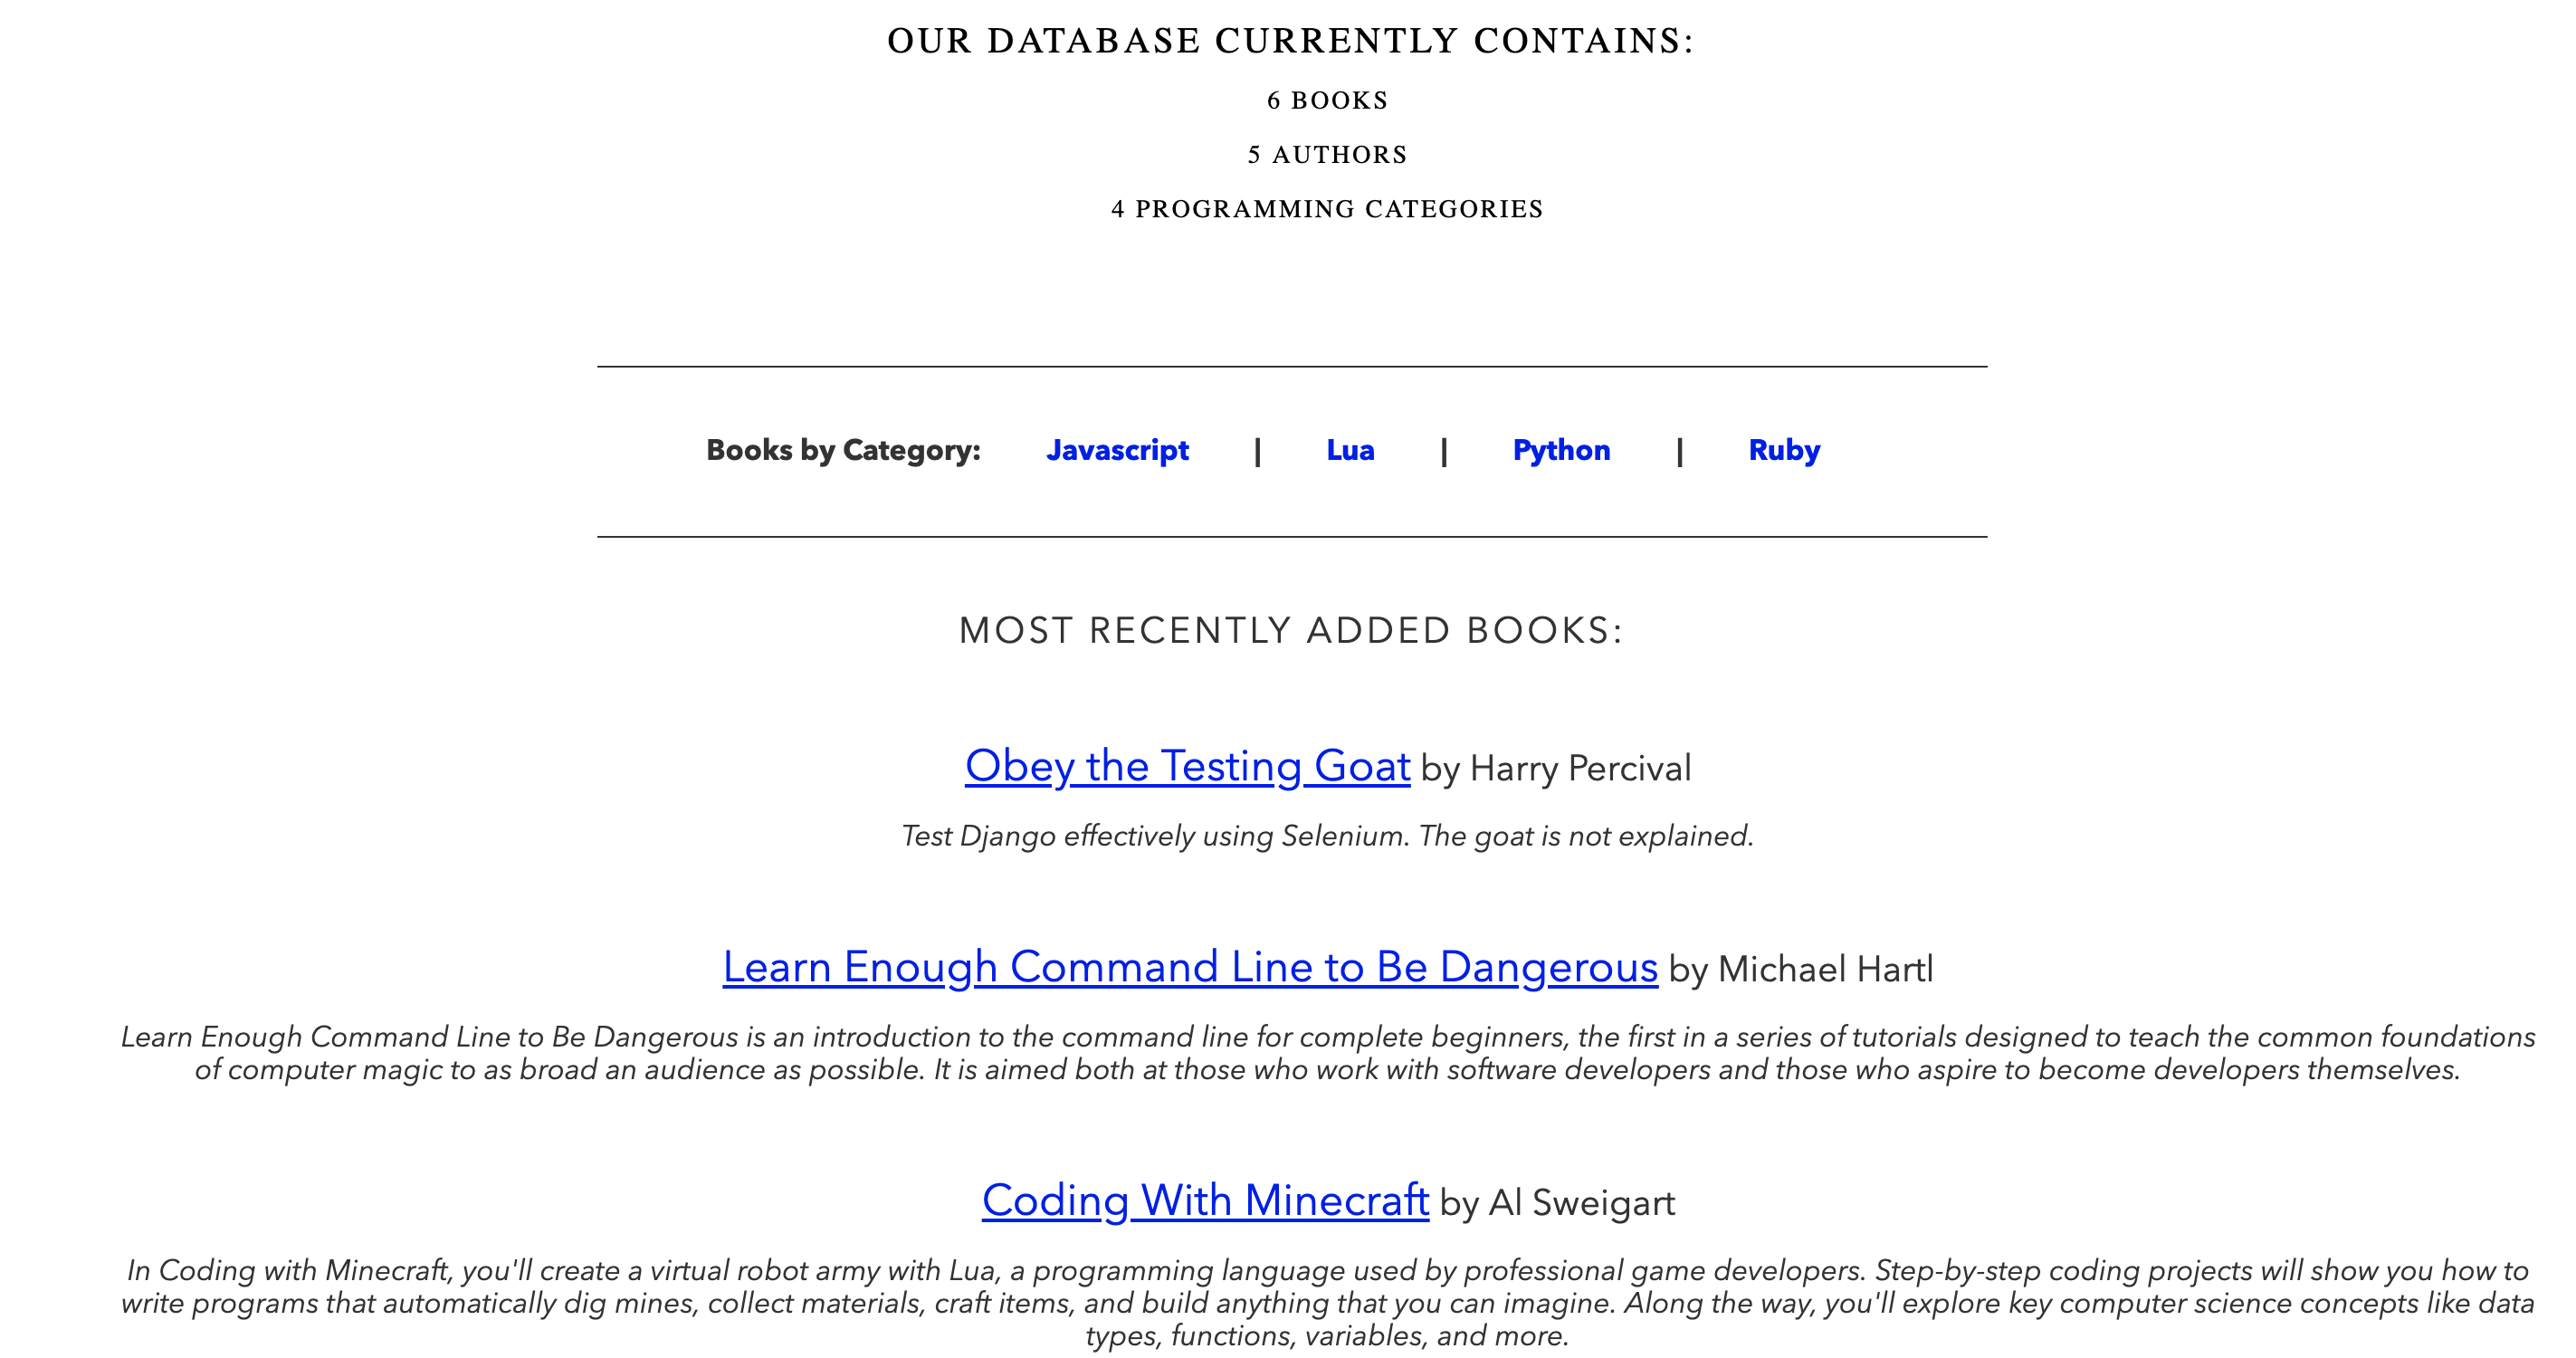 OUR DATABASE CURRENTLY CONTAINS:
6 BOOKS
5 AUTHORS
4 PROGRAMMING CATEGORIES
Books by Category: Javascript | Lua | Python | Ruby
MOST RECENTLY ADDED BOOKS:
Obey the Testing Goat by Harry Percival
Test Django effectively using Selenium. The goat is not explained.
Learn Enough Command Line to Be Dangerous by Michael Hartl
Learn Enough Command Line to Be Dangerous is an introduction to the command line for complete beginners, the first in a series of tutorials designed to teach the common foundations
of computer magic to as broad an audience as possible. It is aimed both at those who work with software developers and those who aspire to become developers themselves.
Coding With Minecraft by Al Sweigart
In Coding with Minecraft, you'll create a virtual robot army with Lua, a programming language used by professional game developers. Step-by-step coding projects will show you how to
write programs that automatically dig mines, collect materials, craft items, and build anything that you can imagine. Along the way, you'll explore key computer science concepts like data
types, functions, variables, and more.